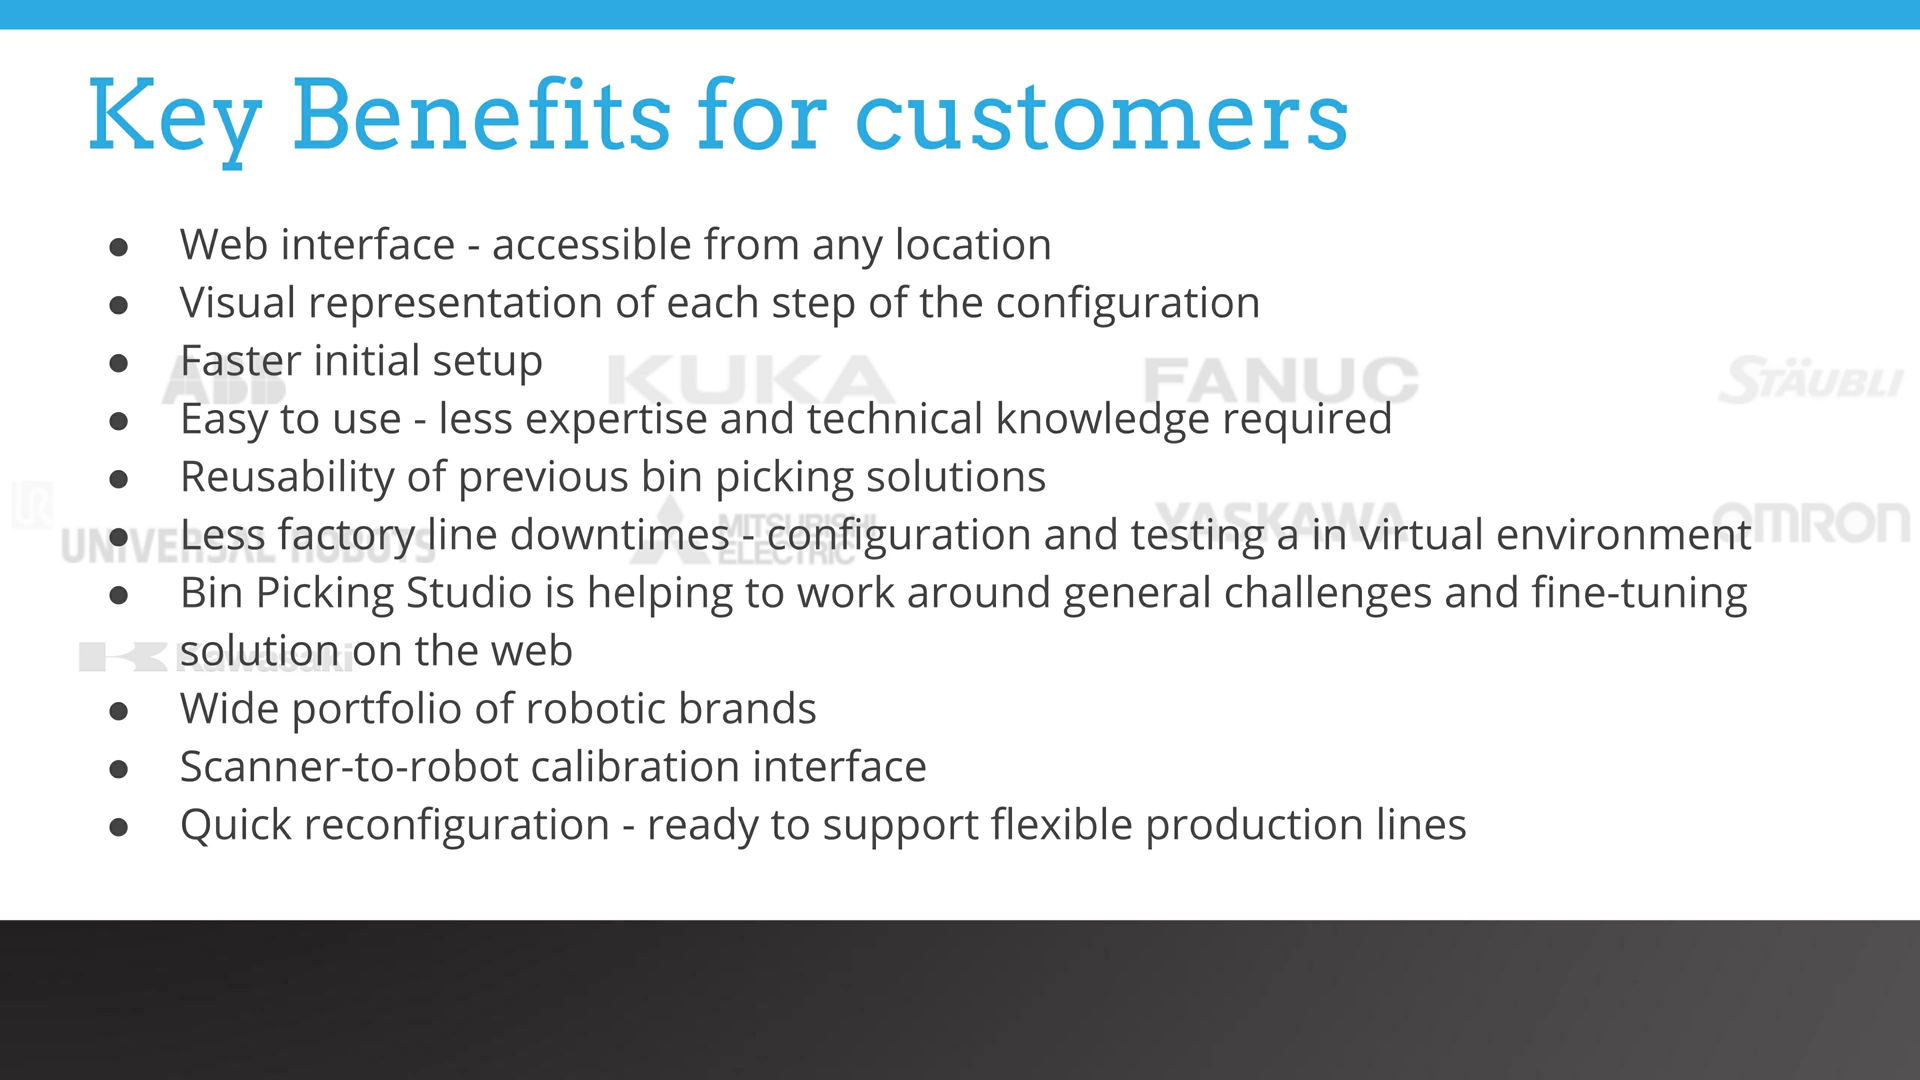 Key Benefits for customers
● Web interface - accessible from any location
● Visual representation of each step of the configuration
● Faster initial setup
ABB KUKA FANUC STÄUBLI
● Easy to use - less expertise and technical knowledge required
● Reusability of previous bin picking solutions
● Less factory line downtimes - configuration and testing a in virtual environment
UNIVERSAL ROBOTS MITSUBISHI ELECTRIC YASKAWA OMRON
● Bin Picking Studio is helping to work around general challenges and fine-tuning
solution on the web
Kawasaki
● Wide portfolio of robotic brands
● Scanner-to-robot calibration interface
● Quick reconfiguration - ready to support flexible production lines